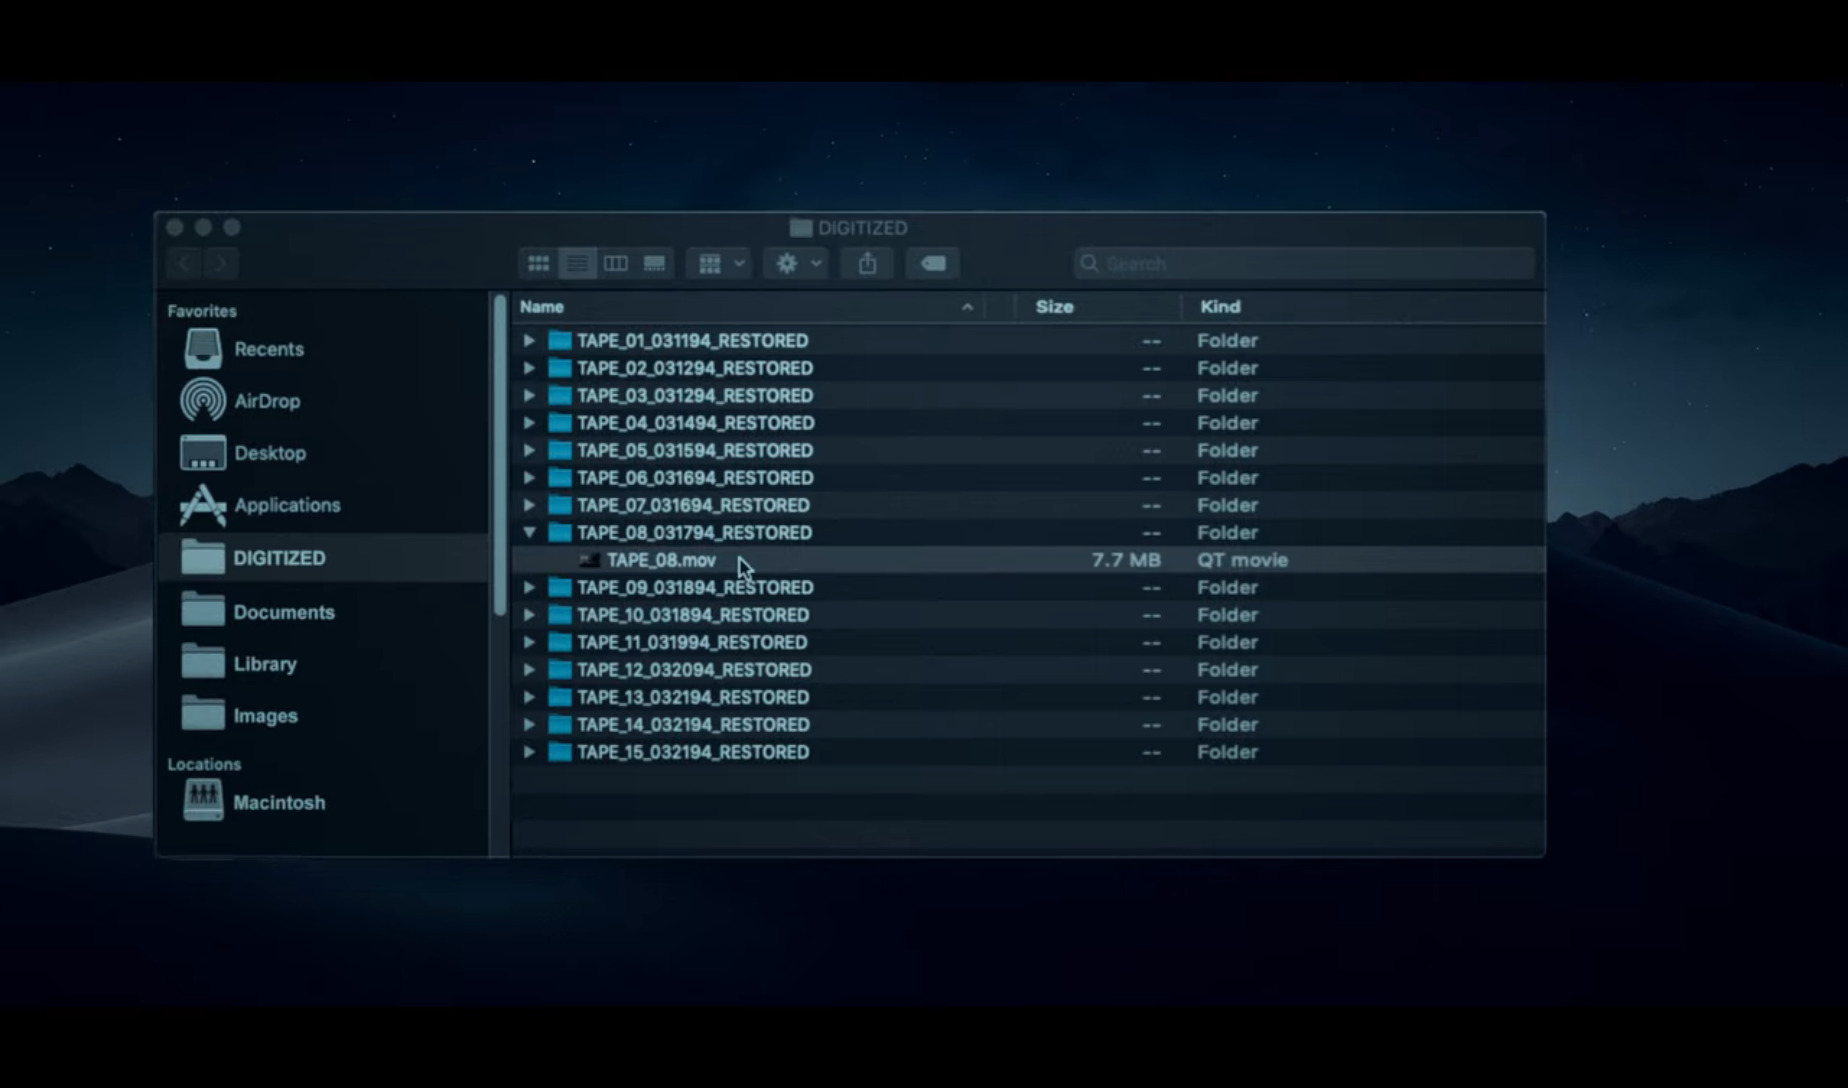 DIGITIZED
Search
Favorites
Recents
AirDrop
Desktop
Applications
DIGITIZED
Documents
Library
Images
Locations
Macintosh
Name Size Kind
TAPE_01_031194_RESTORED -- Folder
TAPE_02_031294_RESTORED -- Folder
TAPE_03_031294_RESTORED -- Folder
TAPE_04_031494_RESTORED -- Folder
TAPE_05_031594_RESTORED -- Folder
TAPE_06_031694_RESTORED -- Folder
TAPE_07_031694_RESTORED -- Folder
TAPE_08_031794_RESTORED -- Folder
TAPE_08.mov 7.7 MB QT movie
TAPE_09_031894_RESTORED -- Folder
TAPE_10_031894_RESTORED -- Folder
TAPE_11_031994_RESTORED -- Folder
TAPE_12_032094_RESTORED -- Folder
TAPE_13_032194_RESTORED -- Folder
TAPE_14_032194_RESTORED -- Folder
TAPE_15_032194_RESTORED -- Folder